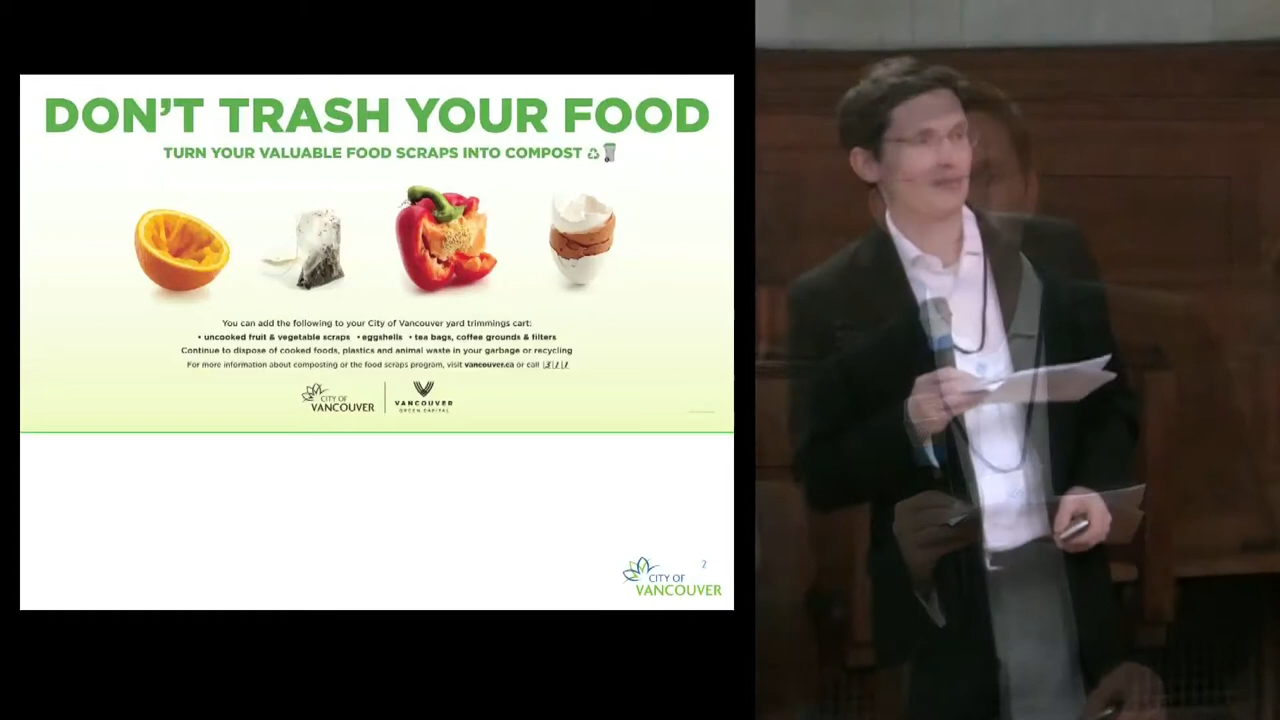 DON'T TRASH YOUR FOOD
TURN YOUR VALUABLE FOOD SCRAPS INTO COMPOST
You can add the following to your City of Vancouver yard trimmings cart:
• uncooked fruit & vegetable scraps • eggshells • tea bags, coffee grounds & filters
Continue to dispose of cooked foods, plastics and animal waste in your garbage or recycling
For more information about composting or the food scraps program, visit vancouver.ca or call 311
CITY OF
VANCOUVER
VANCOUVER
GREEN CAPITAL
2
CITY OF
VANCOUVER